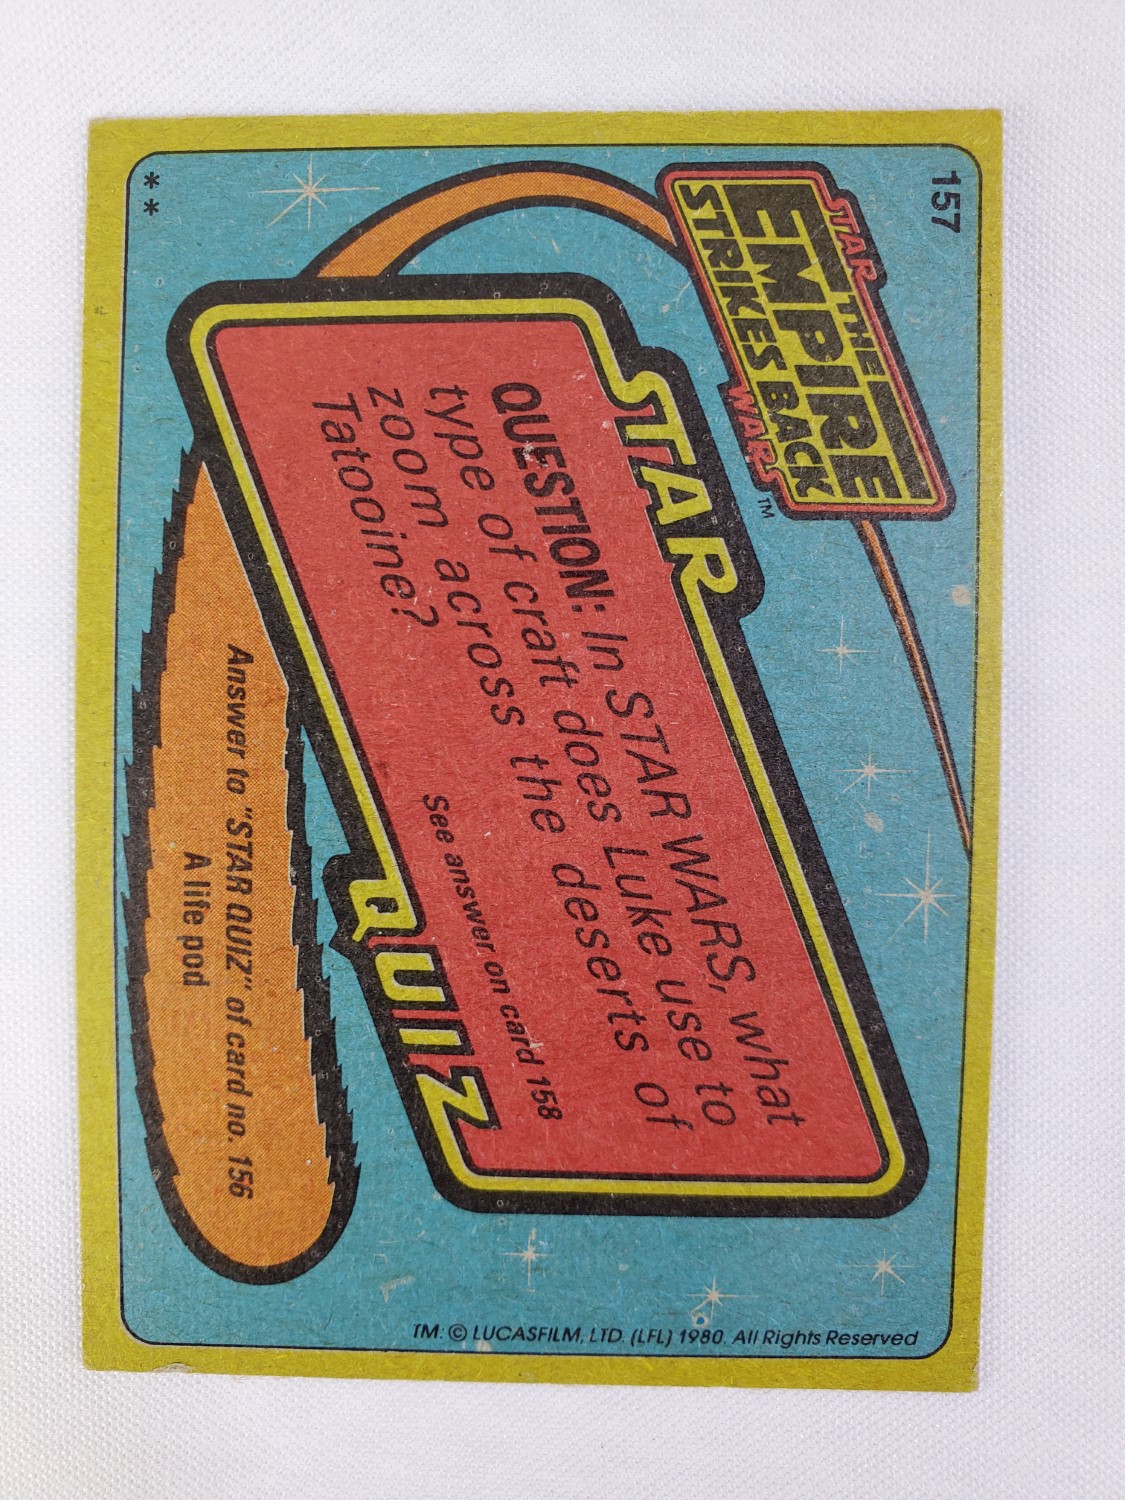 157
STAR
THE
EMPIRE
STRIKES BACK
WARS ™
STAR
QUESTION: In STAR WARS, what
type of craft does Luke use to
zoom across the deserts of
Tatooine?
See answer on card 158
QUIZ
Answer to "STAR QUIZ" of card no. 156
A life pod
**
TM: © LUCASFILM, LTD. (LFL) 1980. All Rights Reserved